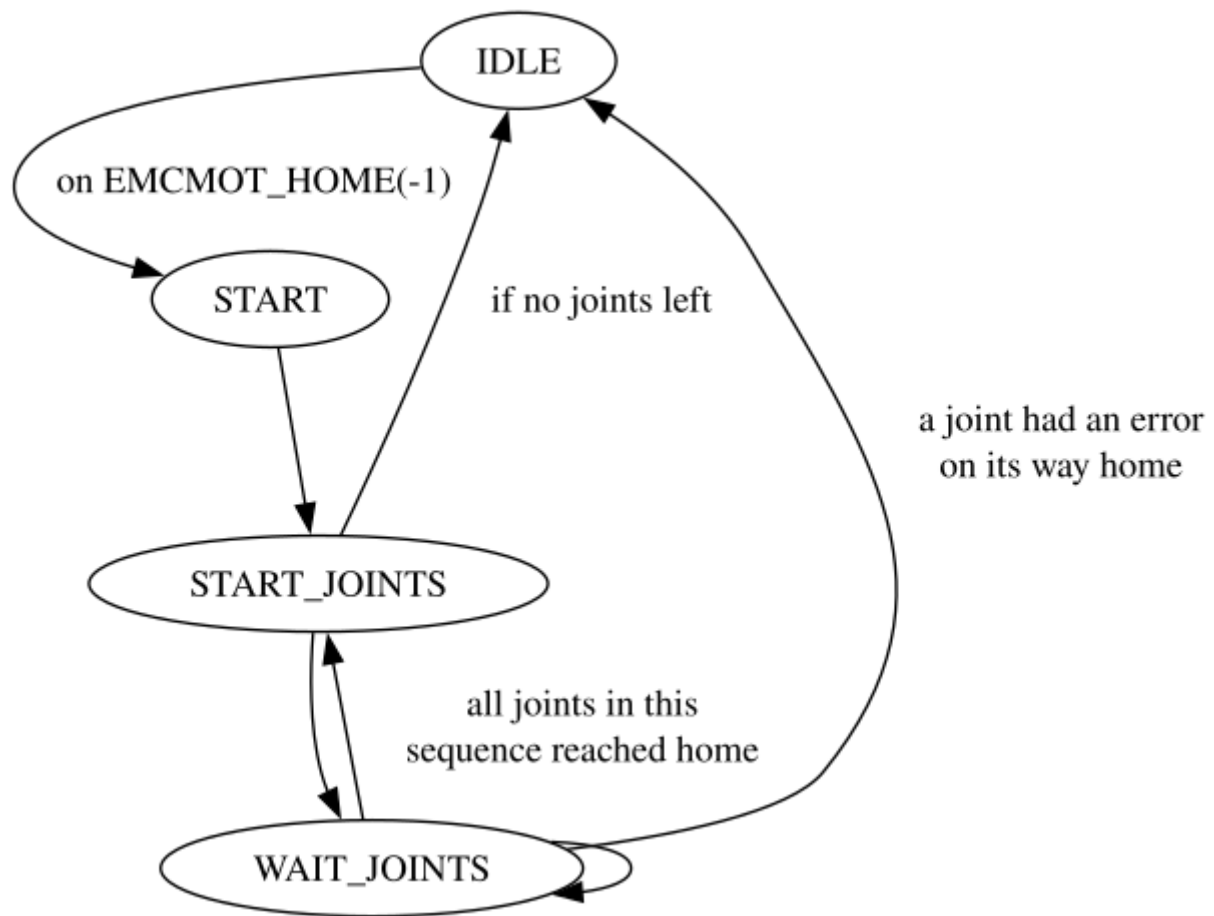 IDLE
on EMCMOT_HOME(-1)
START
if no joints left
a joint had an error
on its way home
START_JOINTS
all joints in this
sequence reached home
WAIT_JOINTS